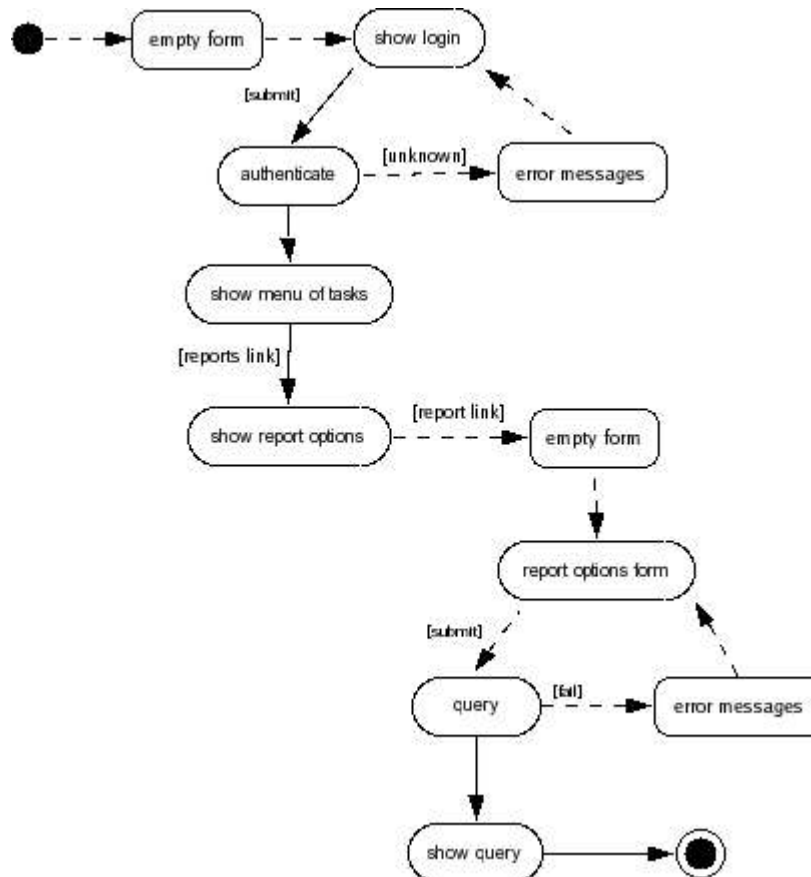 empty form
show login
[submit]
authenticate
[unknown]
error messages
show menu of tasks
[reports link]
show report options
[report link]
empty form
report options form
[submit]
query
[fail]
error messages
show query